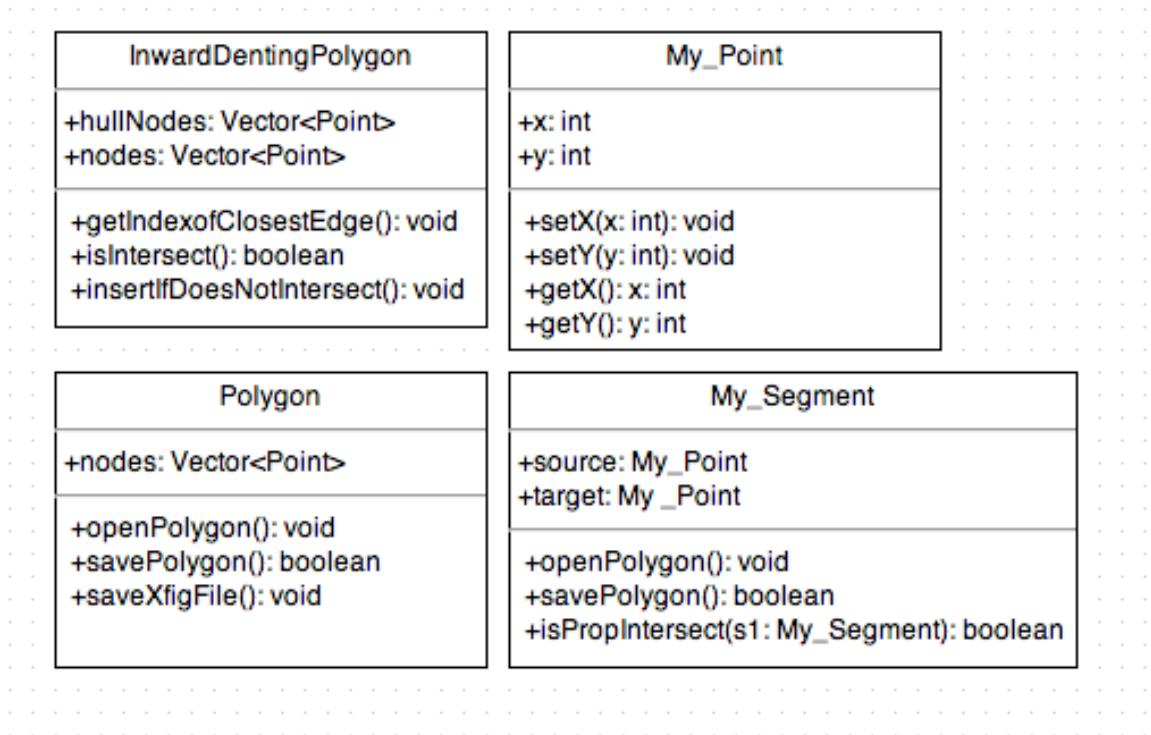 InwardDentingPolygon
+hullNodes: Vector<Point>
+nodes: Vector<Point>
+getIndexofClosestEdge(): void
+isIntersect(): boolean
+insertIfDoesNotIntersect(): void
My_Point
+x: int
+y: int
+setX(x: int): void
+setY(y: int): void
+getX(): x: int
+getY(): y: int
Polygon
+nodes: Vector<Point>
+openPolygon(): void
+savePolygon(): boolean
+saveXfigFile(): void
My_Segment
+source: My_Point
+target: My _Point
+openPolygon(): void
+savePolygon(): boolean
+isPropIntersect(s1: My_Segment): boolean